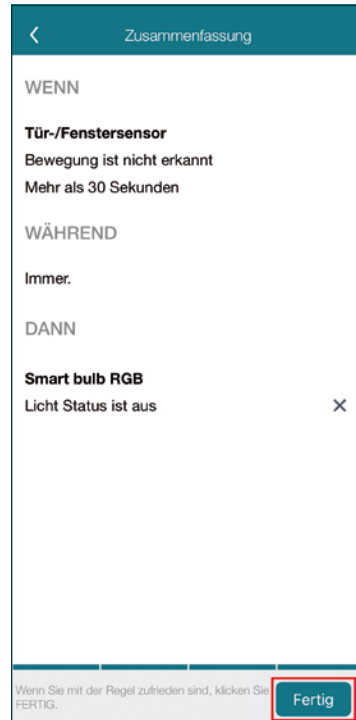 Zusammenfassung
WENN
Tür-/Fenstersensor
Bewegung ist nicht erkannt
Mehr als 30 Sekunden
WÄHREND
Immer.
DANN
Smart bulb RGB
Licht Status ist aus
Wenn Sie mit der Regel zufrieden sind, klicken Sie
FERTIG.
Fertig